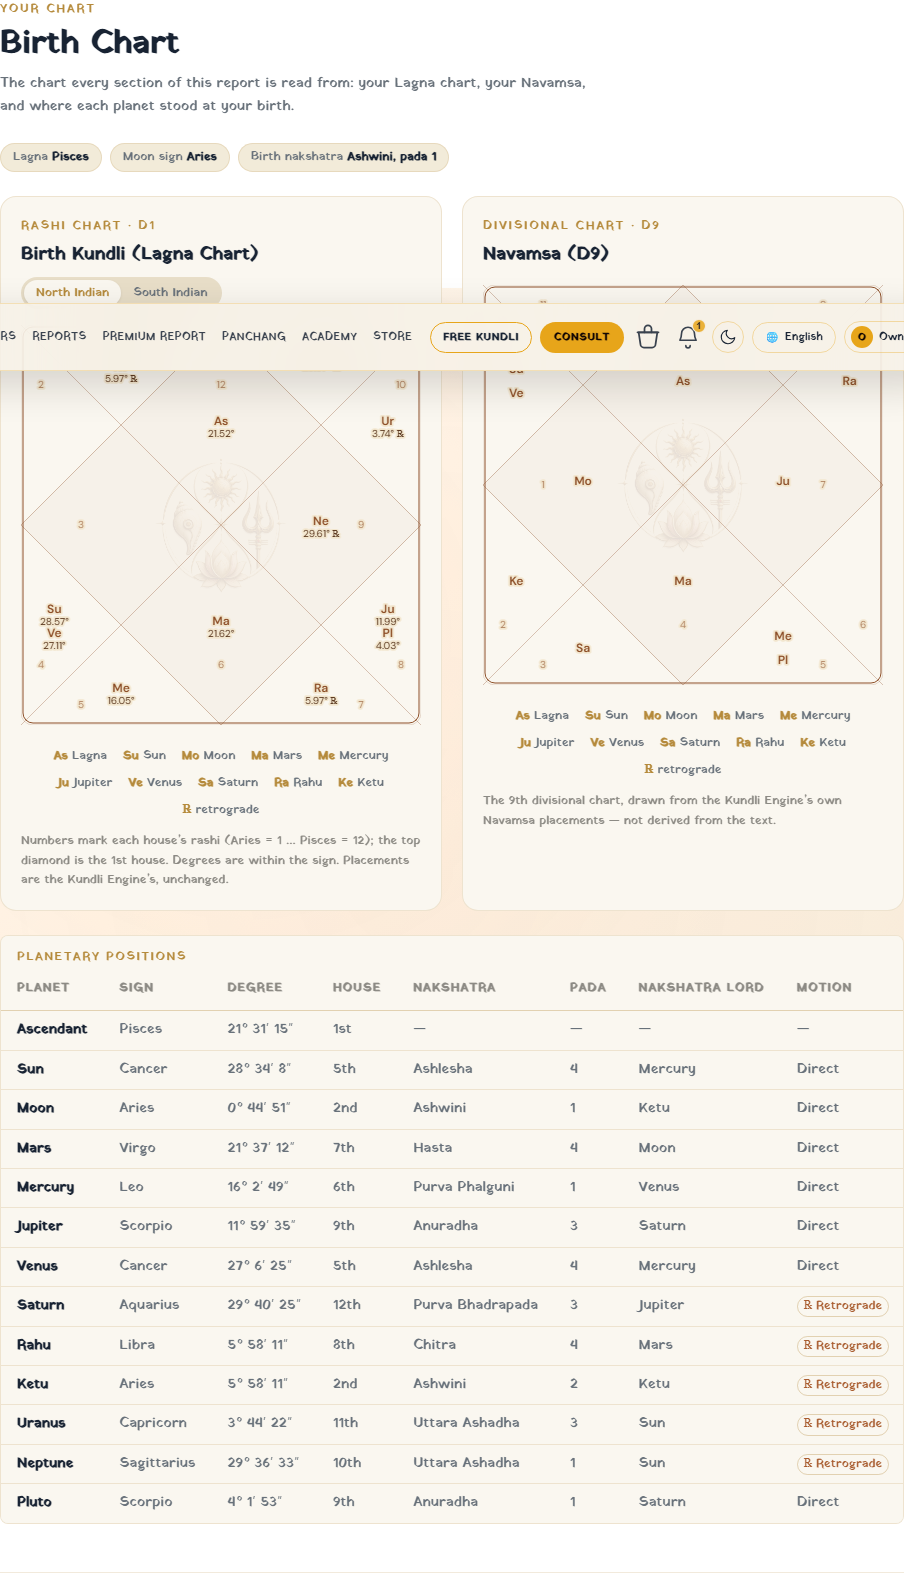 YOUR CHART
Birth Chart
The chart every section of this report is read from: your Lagna chart, your Navamsa,
and where each planet stood at your birth.
Lagna Pisces
Moon sign Aries
Birth nakshatra Ashwini, pada 1
RASHI CHART · D1
Birth Kundli (Lagna Chart)
North Indian
South Indian
DIVISIONAL CHART · D9
Navamsa (D9)
RS REPORTS PREMIUM REPORT PANCHANG ACADEMY STORE FREE KUNDLI CONSULT 1 English O Own
5.97° ℞
2
12
10
As
21.52°
Ur
3.74° ℞
3
Ne
29.61° ℞
9
Su
28.57°
Ve
27.11°
Ma
21.62°
Ju
11.99°
Pl
4.03°
4
6
8
5
Me
16.05°
Ra
5.97° ℞
7
As Lagna Su Sun Mo Moon Ma Mars Me Mercury
Ju Jupiter Ve Venus Sa Saturn Ra Rahu Ke Ketu
℞ retrograde
Numbers mark each house's rashi (Aries = 1 … Pisces = 12); the top
diamond is the 1st house. Degrees are within the sign. Placements
are the Kundli Engine's, unchanged.
Ve
As
Ra
1
Mo
Ju
7
Ke
Ma
2
4
6
Sa
3
Me
Pl
5
As Lagna Su Sun Mo Moon Ma Mars Me Mercury
Ju Jupiter Ve Venus Sa Saturn Ra Rahu Ke Ketu
℞ retrograde
The 9th divisional chart, drawn from the Kundli Engine's own
Navamsa placements — not derived from the text.
PLANETARY POSITIONS
PLANET SIGN DEGREE HOUSE NAKSHATRA PADA NAKSHATRA LORD MOTION
Ascendant Pisces 21° 31′ 15″ 1st — — — —
Sun Cancer 28° 34′ 8″ 5th Ashlesha 4 Mercury Direct
Moon Aries 0° 44′ 51″ 2nd Ashwini 1 Ketu Direct
Mars Virgo 21° 37′ 12″ 7th Hasta 4 Moon Direct
Mercury Leo 16° 2′ 49″ 6th Purva Phalguni 1 Venus Direct
Jupiter Scorpio 11° 59′ 35″ 9th Anuradha 3 Saturn Direct
Venus Cancer 27° 6′ 25″ 5th Ashlesha 4 Mercury Direct
Saturn Aquarius 29° 40′ 25″ 12th Purva Bhadrapada 3 Jupiter ℞ Retrograde
Rahu Libra 5° 58′ 11″ 8th Chitra 4 Mars ℞ Retrograde
Ketu Aries 5° 58′ 11″ 2nd Ashwini 2 Ketu ℞ Retrograde
Uranus Capricorn 3° 44′ 22″ 11th Uttara Ashadha 3 Sun ℞ Retrograde
Neptune Sagittarius 29° 36′ 33″ 10th Uttara Ashadha 1 Sun ℞ Retrograde
Pluto Scorpio 4° 1′ 53″ 9th Anuradha 1 Saturn Direct